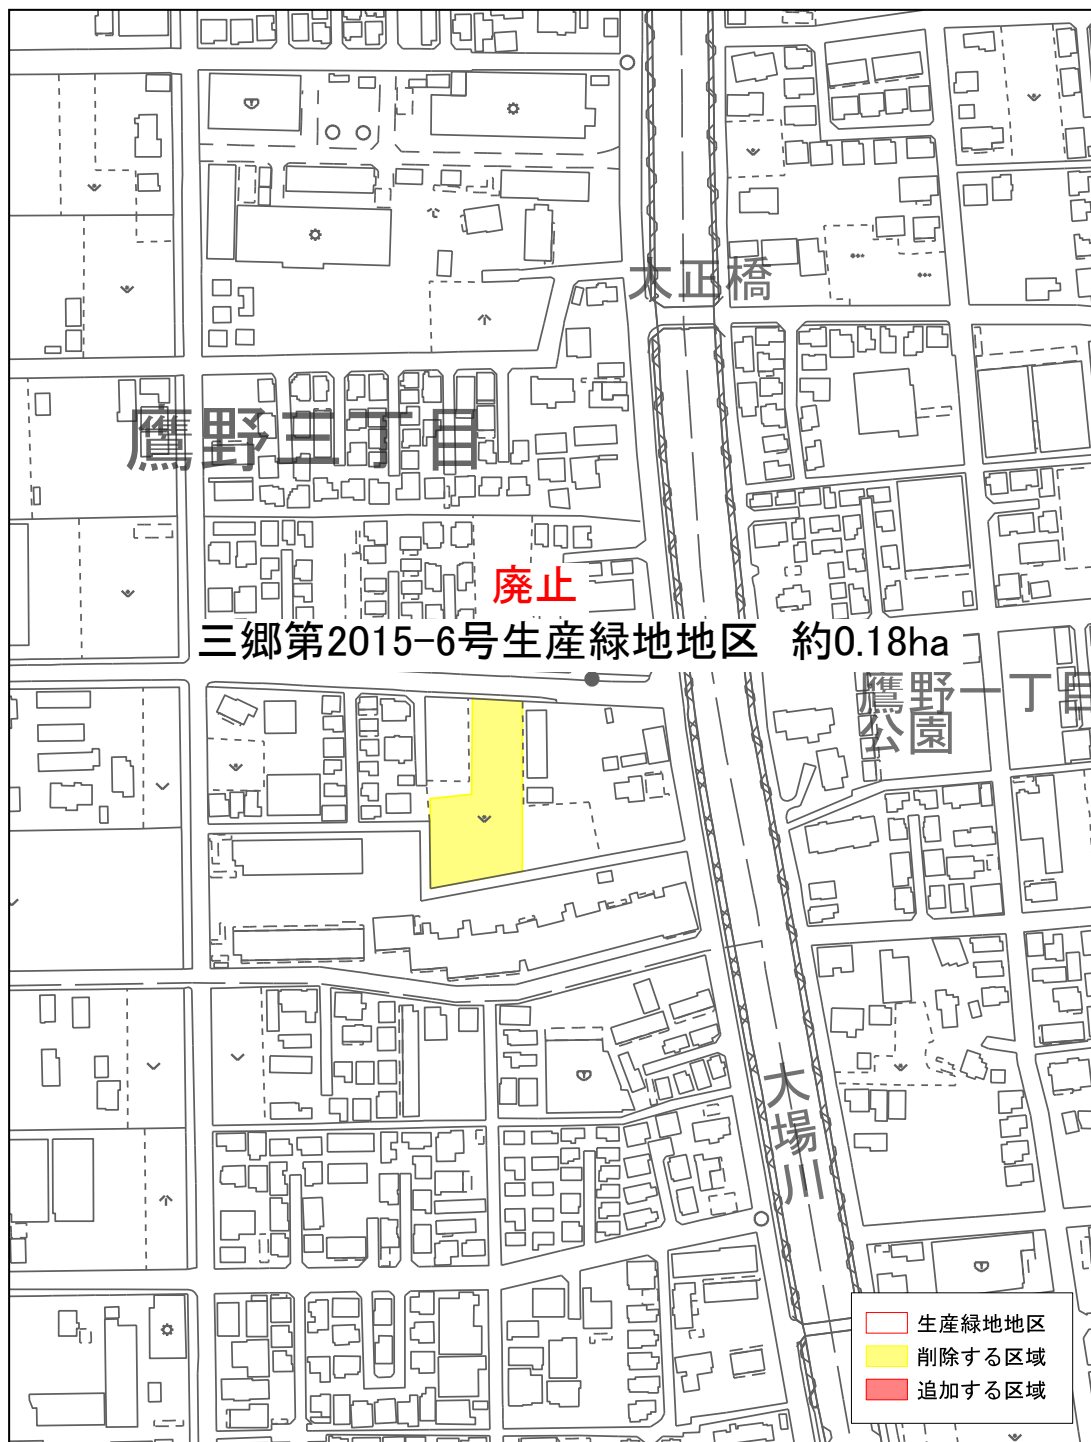 大正橋
鷹野三丁目
廃止
三郷第2015-6号生産緑地地区　約0.18ha
鷹野一丁目
公園
大場川
生産緑地地区
削除する区域
追加する区域